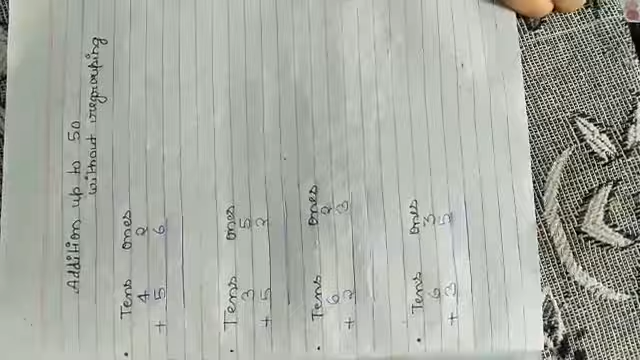 Addition up to 50
without regrouping
. Tens ones
4 2
+ 5 6
. Tens ones
3 5
+ 5 2
. Tens ones
6 2
+ 2 3
. Tens ones
6 3
+ 3 5